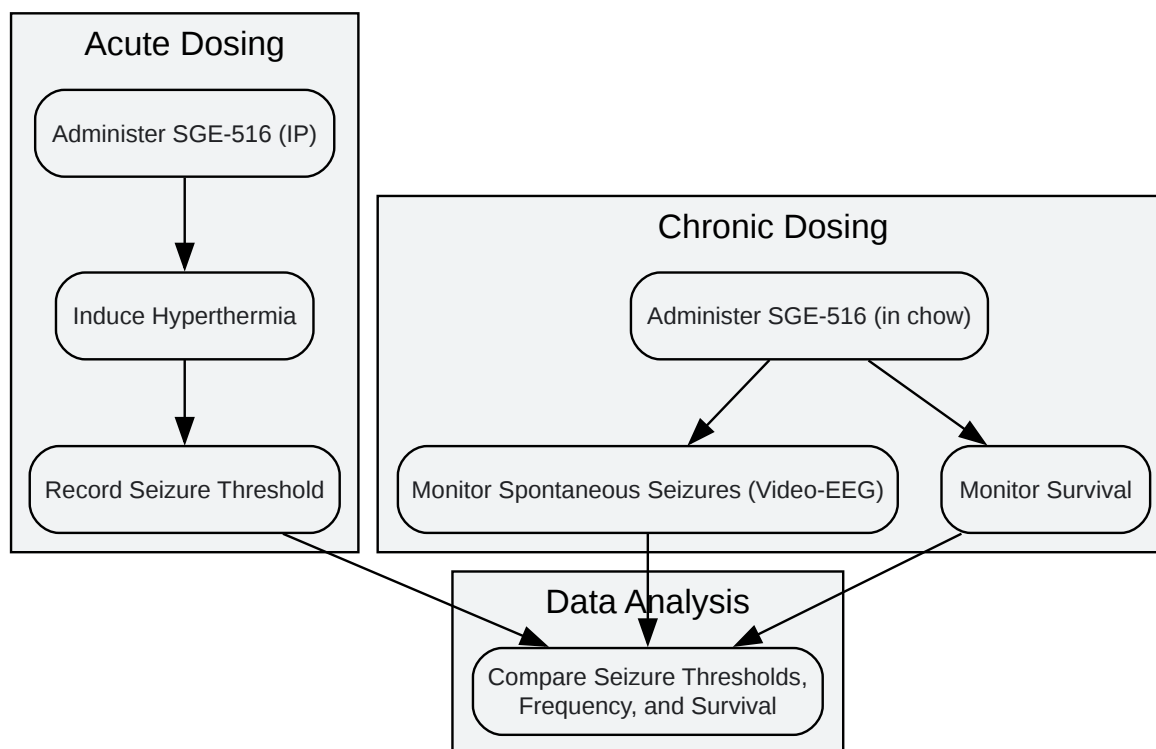 Acute Dosing
Administer SGE-516 (IP)
Induce Hyperthermia
Record Seizure Threshold
Chronic Dosing
Administer SGE-516 (in chow)
Monitor Spontaneous Seizures (Video-EEG)
Monitor Survival
Data Analysis
Compare Seizure Thresholds,
Frequency, and Survival